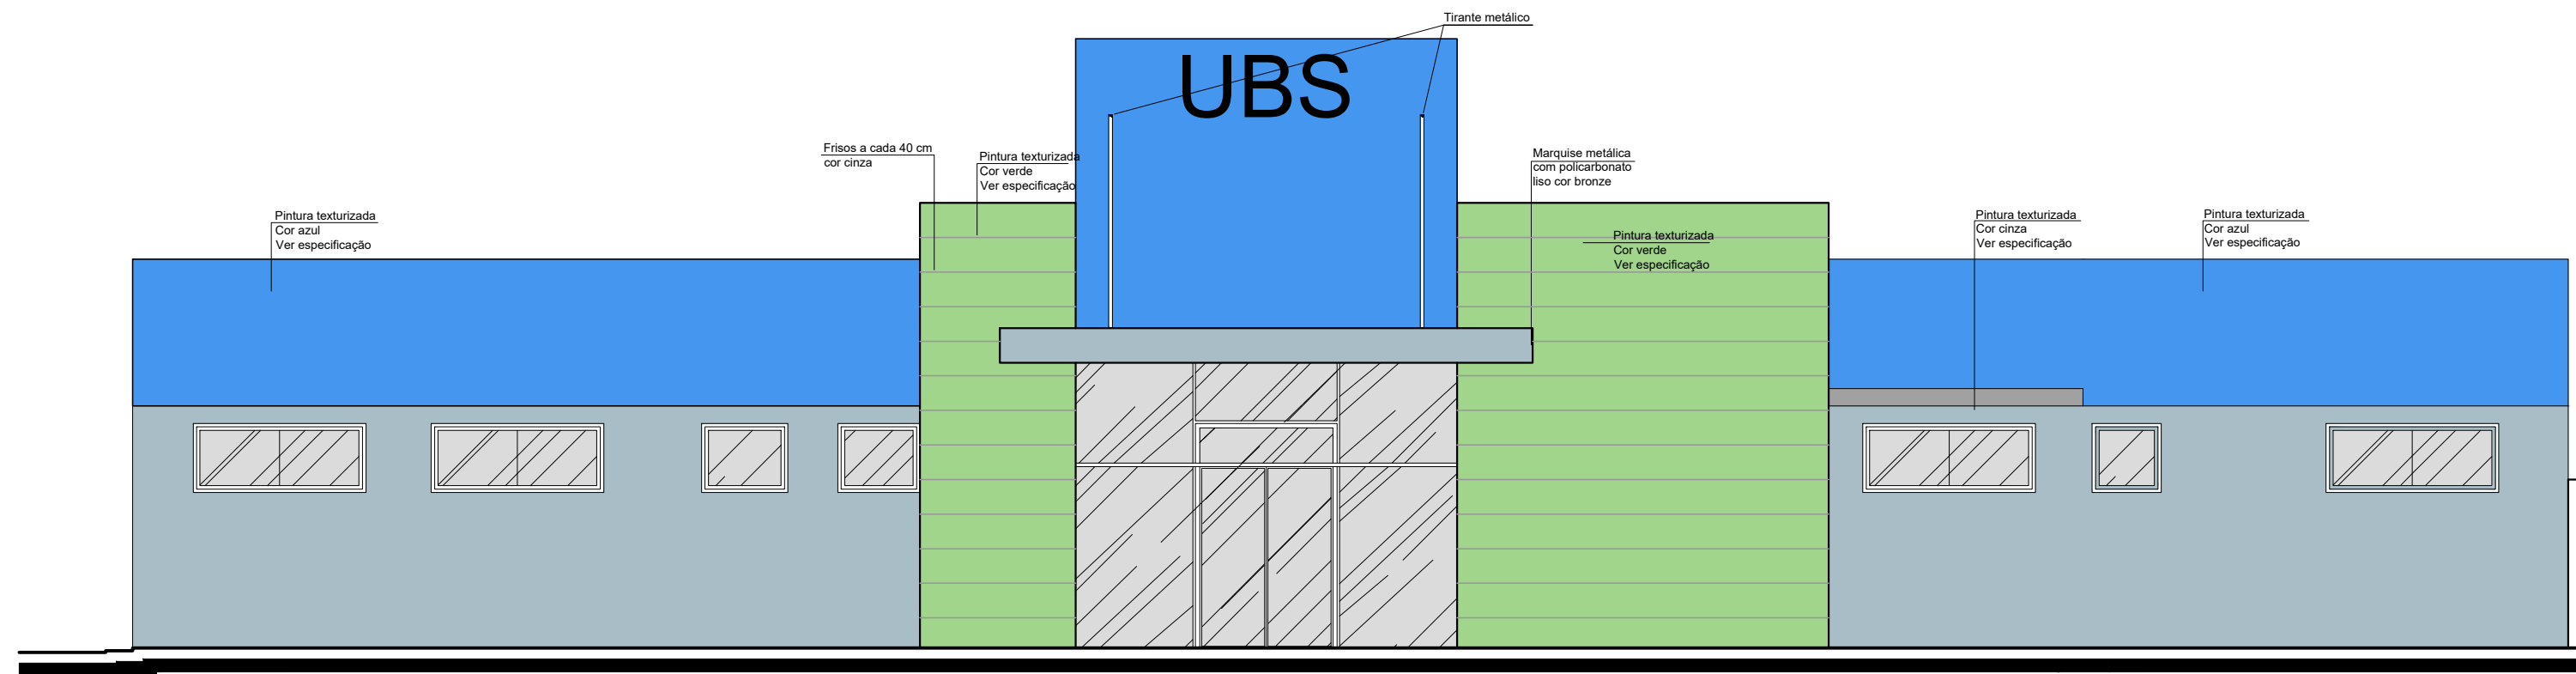 Tirante metálico
UBS
Frisos a cada 40 cm
cor cinza
Pintura texturizada
Cor verde
Ver especificação
Marquise metálica
com policarbonato
liso cor bronze
Pintura texturizada
Cor azul
Ver especificação
Pintura texturizada
Cor verde
Ver especificação
Pintura texturizada
Cor cinza
Ver especificação
Pintura texturizada
Cor azul
Ver especificação